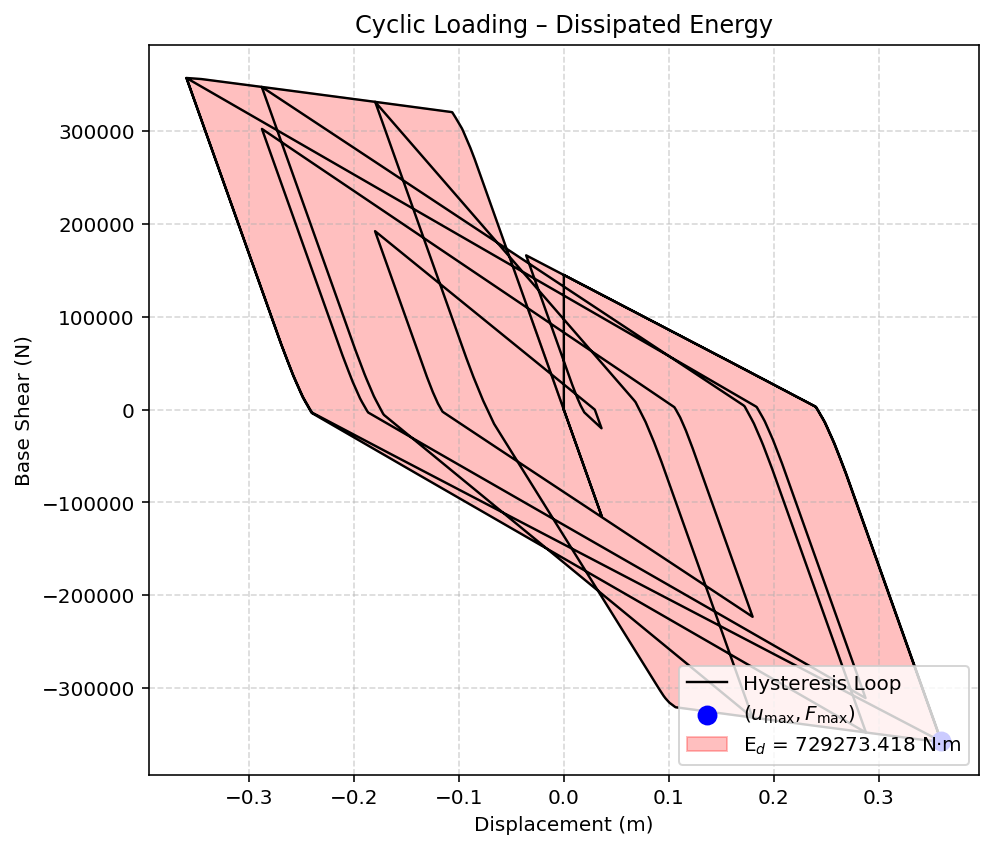 Cyclic Loading – Dissipated Energy
Base Shear (N)
300000
200000
100000
0
−100000
−200000
−300000
Hysteresis Loop
(u_max, F_max)
E_d = 729273.418 N·m
−0.3 −0.2 −0.1 0.0 0.1 0.2 0.3
Displacement (m)